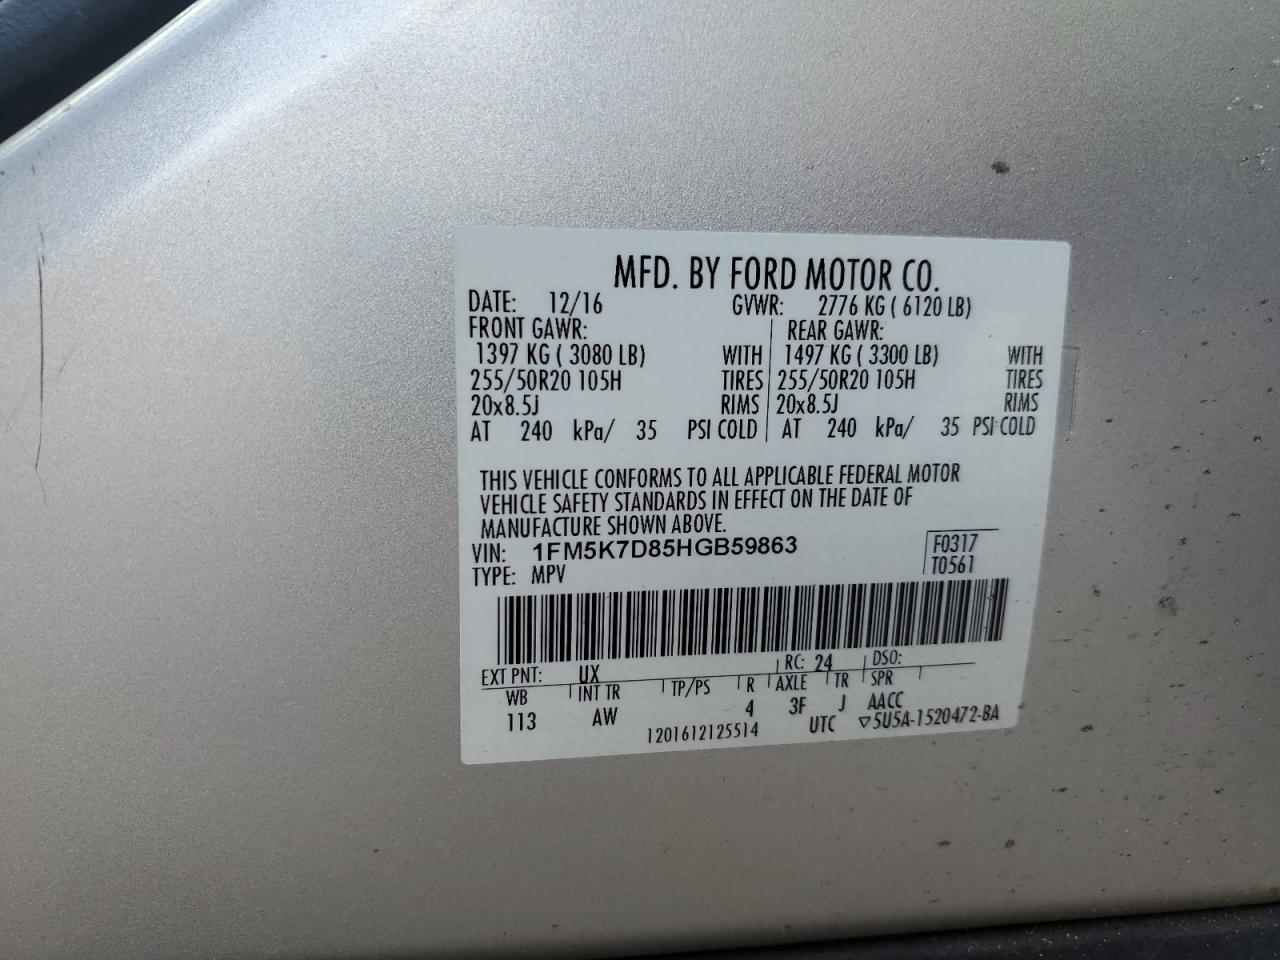 MFD. BY FORD MOTOR CO.
DATE: 12/16 GVWR: 2776 KG ( 6120 LB)
FRONT GAWR: REAR GAWR:
1397 KG ( 3080 LB) WITH 1497 KG ( 3300 LB) WITH
255/50R20 105H TIRES 255/50R20 105H TIRES
20x8.5J RIMS 20x8.5J RIMS
AT 240 kPa/ 35 PSI COLD AT 240 kPa/ 35 PSI COLD
THIS VEHICLE CONFORMS TO ALL APPLICABLE FEDERAL MOTOR
VEHICLE SAFETY STANDARDS IN EFFECT ON THE DATE OF
MANUFACTURE SHOWN ABOVE.
VIN: 1FM5K7D85HGB59863 F0317
TYPE: MPV T0561
EXT PNT: UX RC: 24 DSO:
WB INT TR TP/PS R AXLE TR SPR
113 AW 4 3F J AACC
1201612125514 UTC ▽5U5A-1520472-BA